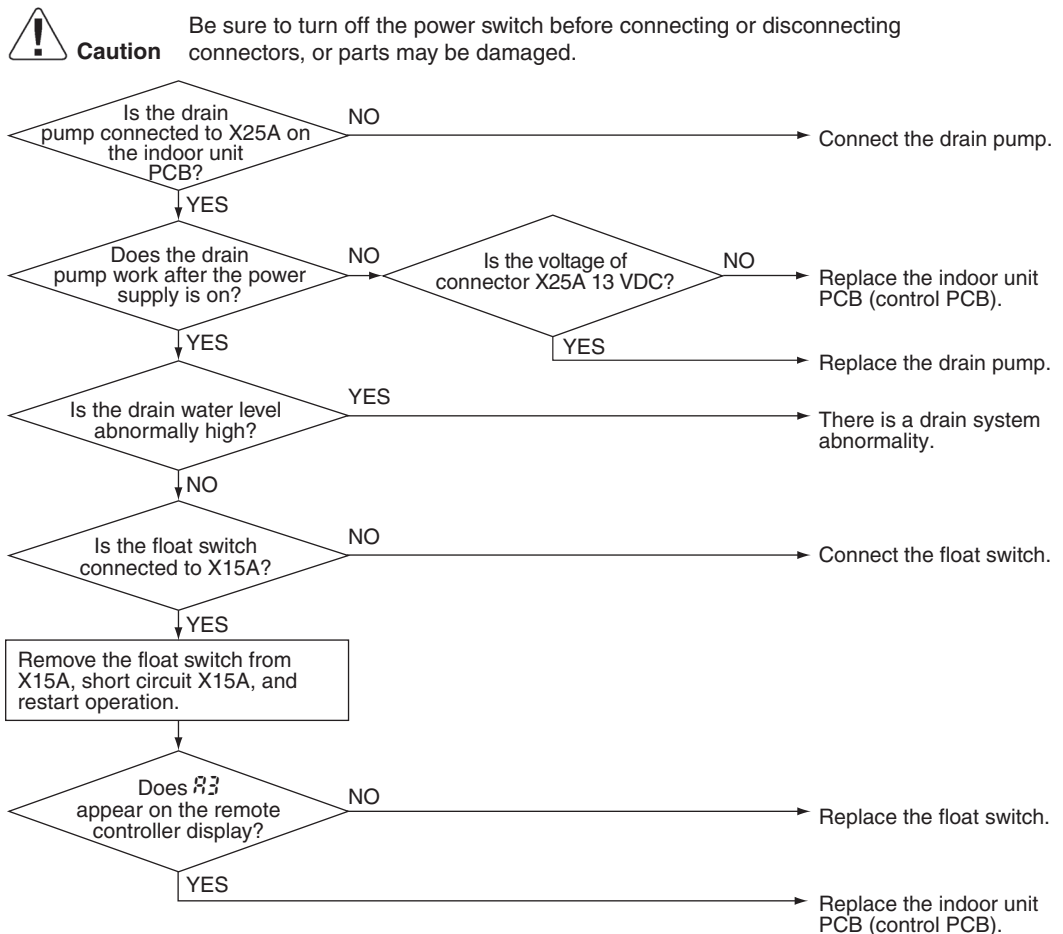 Be sure to turn off the power switch before connecting or disconnecting
Caution connectors, or parts may be damaged.
Is the drain
pump connected to X25A on
the indoor unit
PCB?
NO
Connect the drain pump.
YES
Does the drain
pump work after the power
supply is on?
NO
Is the voltage of
connector X25A 13 VDC?
NO
Replace the indoor unit
PCB (control PCB).
YES
YES
Replace the drain pump.
Is the drain water level
abnormally high?
YES
There is a drain system
abnormality.
NO
Is the float switch
connected to X15A?
NO
Connect the float switch.
YES
Remove the float switch from
X15A, short circuit X15A, and
restart operation.
Does A3
appear on the remote
controller display?
NO
Replace the float switch.
YES
Replace the indoor unit
PCB (control PCB).